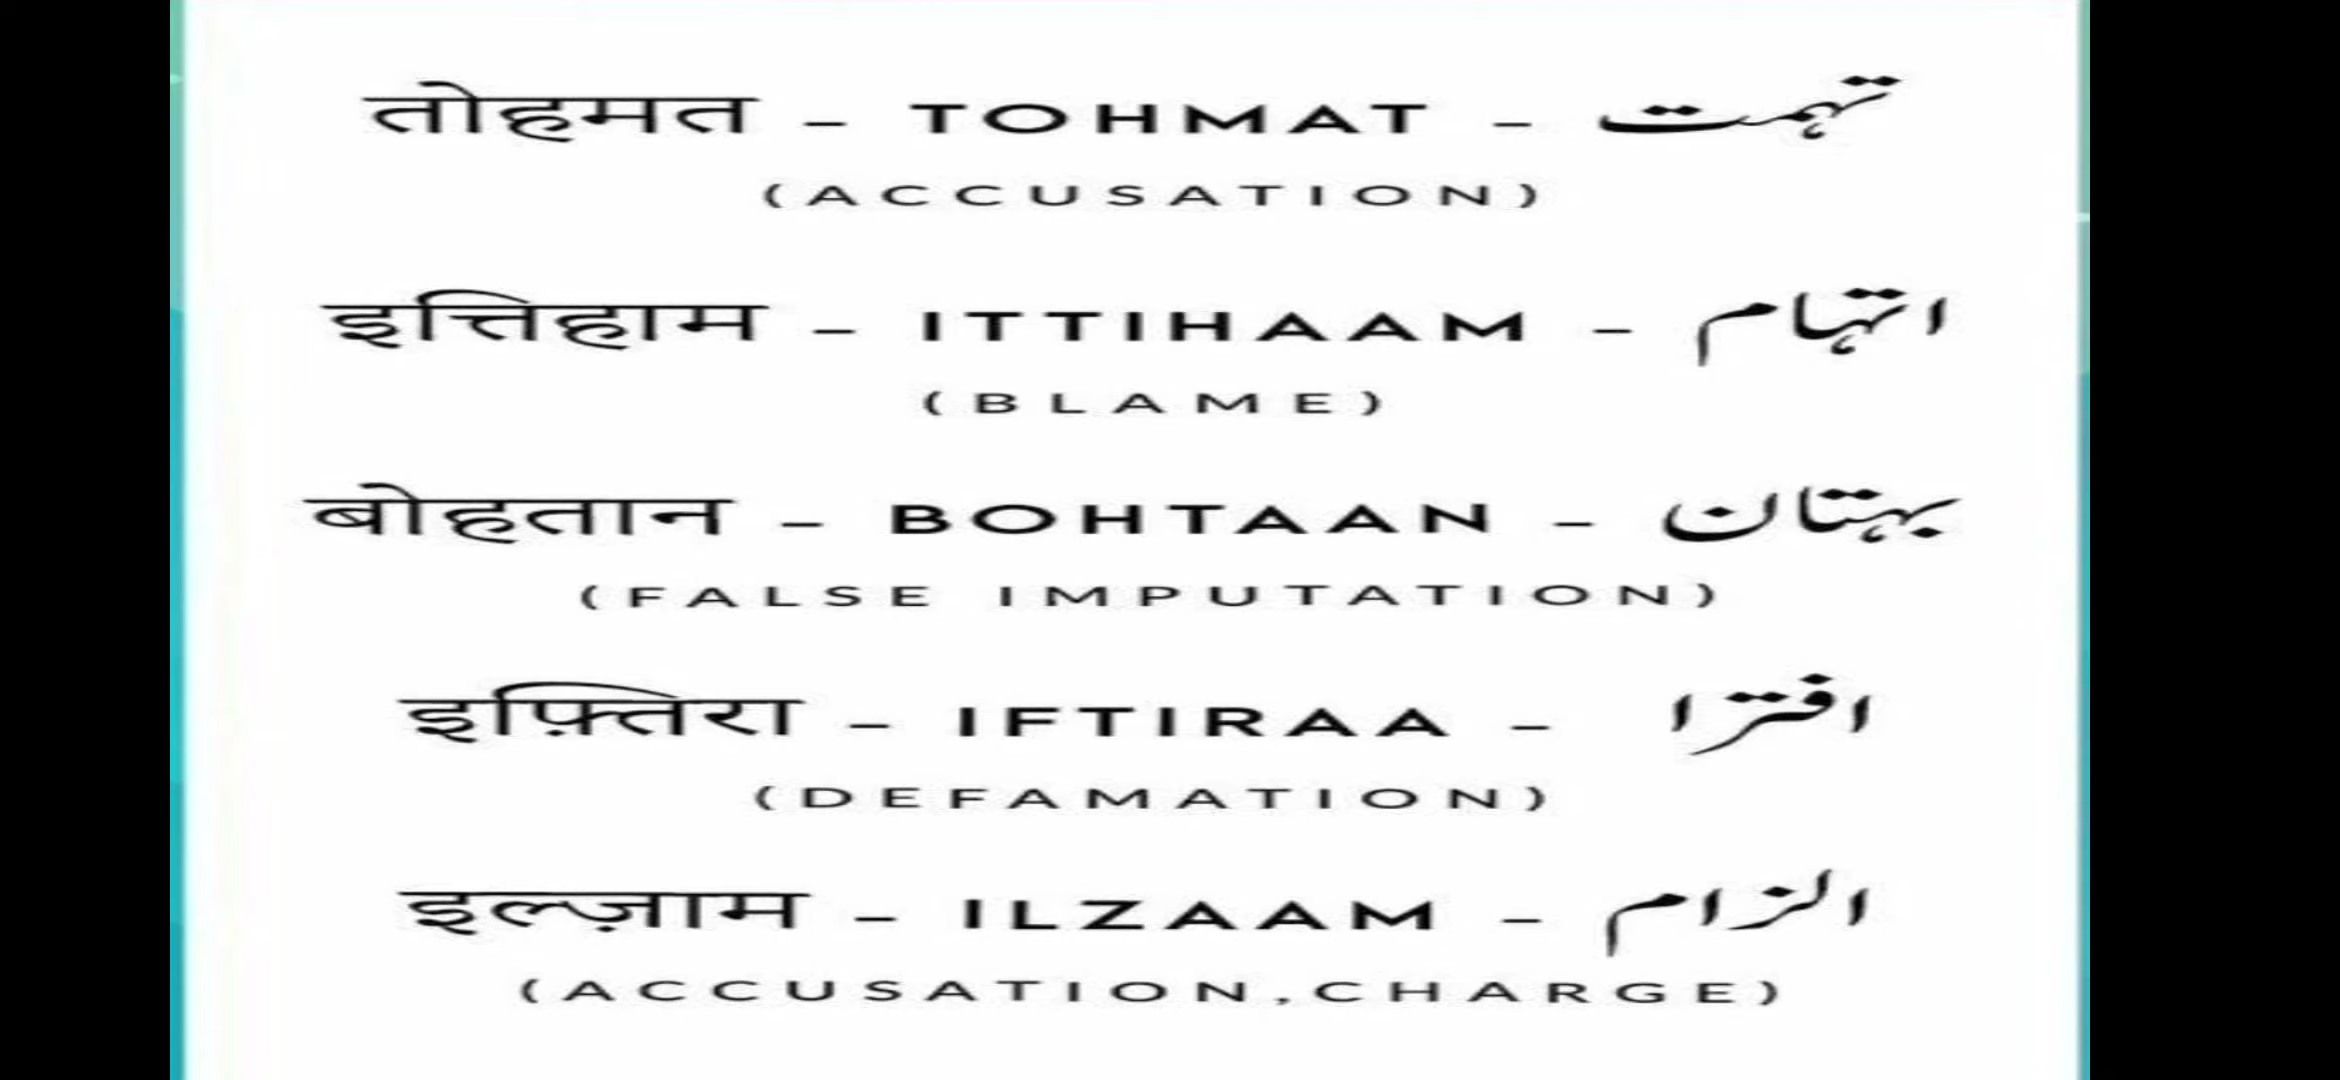 तोहमत - TOHMAT - تہمت
(ACCUSATION)
इत्तिहाम - ITTIHAAM - اتہام
(BLAME)
बोहतान - BOHTAAN - بہتان
(FALSE IMPUTATION)
इफ़्तिरा - IFTIRAA - افترا
(DEFAMATION)
इल्ज़ाम - ILZAAM - الزام
(ACCUSATION,CHARGE)